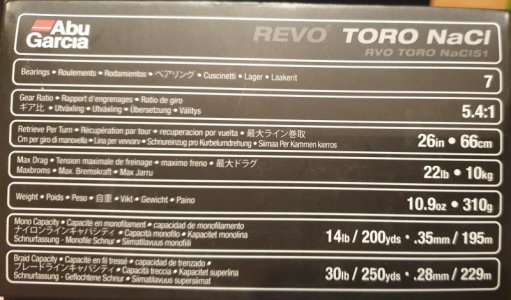 Abu
Garcia
REVO® TORO NaCl
RVO TORO NaCl51
Bearings • Roulements • Rodamientos • ベアリング • Cuscinetti • Lager • Laakerit
7
Gear Ratio • Rapport d'engrenages • Ratio de giro
ギア比 • Utväxling • Utväxling • Übersetzung • Välitys
5.4:1
Retrieve Per Turn • Récupération par tour • recuperacion por vuelta • 最大ライン巻取
Cm per giro di manovella • Lina per vevvarv • Schnureinzug pro Kurbelumdrehung • Siimaa Per Kammen kierros
26in • 66cm
Max Drag • Tension maximale de freinage • maximo freno • 最大ドラグ
Maxbroms • Max. Bremskraft • Max Jarru
22lb • 10kg
Weight • Poids • Peso • 自重 • Vikt • Gewicht • Paino
10.9oz • 310g
Mono Capacity • Capacité en monofilament • capacidad de monofilamento
ナイロンラインキャパシティ • Capacità monofilo • Kapacitet monolina
Schnurfassung - Monofile Schnur • Siimatilavuus monofiili
14lb / 200yds • .35mm / 195m
Braid Capacity • Capacité en fil tressé • capacidad de trenzado •
ブレードラインキャパシティ • Capacità treccia • Kapacitet superlina
Schnurfassung - Geflochtene Schnur • Siimatilavuus supersiimat
30lb / 250yds • .28mm / 229m